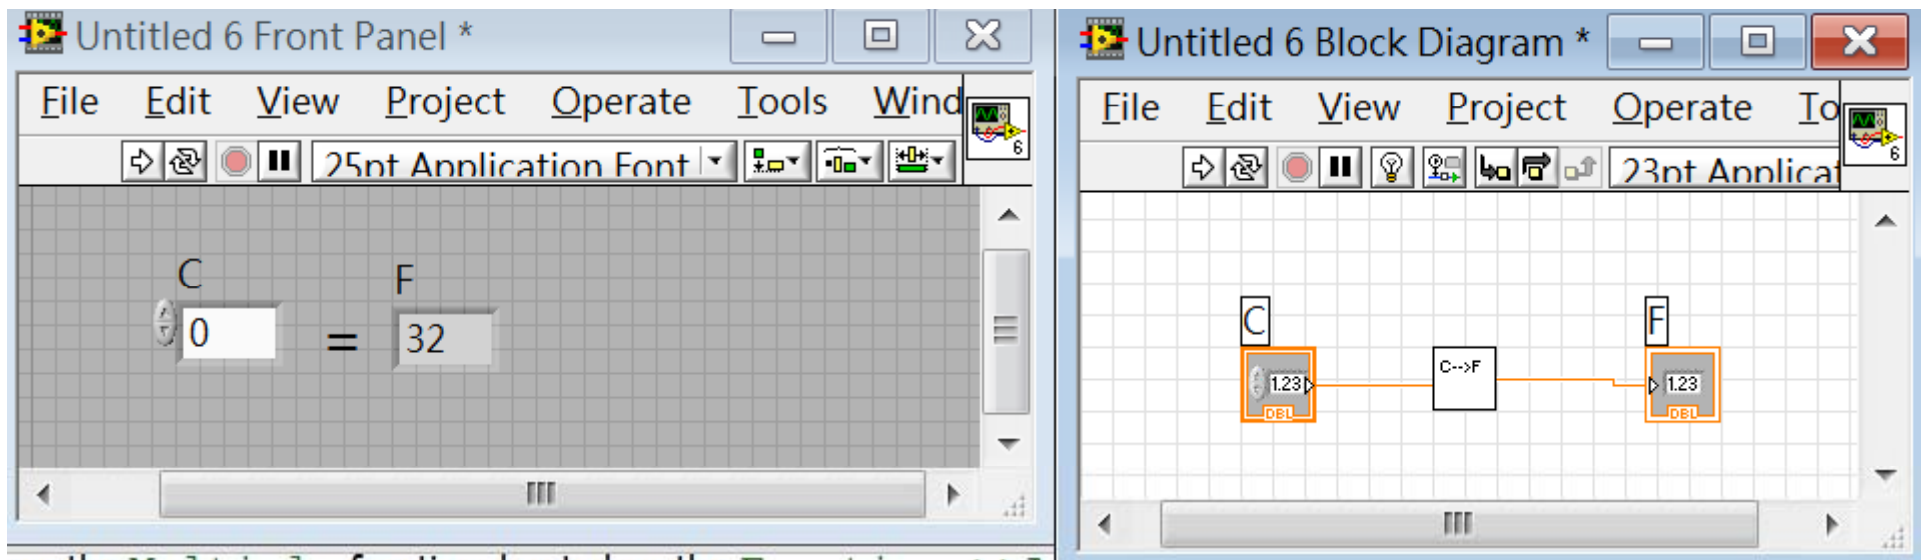 Untitled 6 Front Panel *
File Edit View Project Operate Tools Wind
25pt Application Font
6
C
0
=
F
32
Untitled 6 Block Diagram *
File Edit View Project Operate To
23pt Applicat
6
C
1.23
DBL
C-->F
F
1.23
DBL